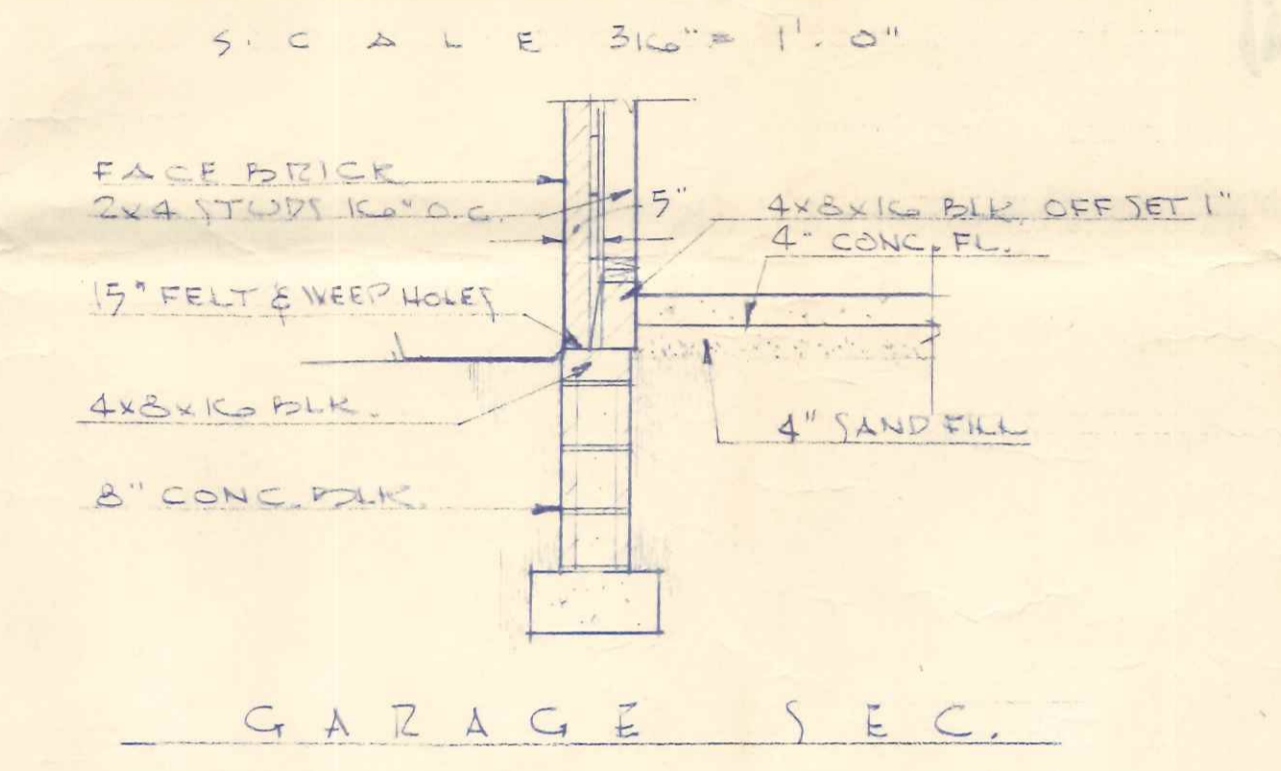 SCALE 3/16" = 1'-0"
FACE BRICK
2x4 STUDS 16" O.C.
5"
4x8x16 BLK. OFF SET 1"
4" CONC. FL.
15# FELT & WEEP HOLES
4x8x16 BLK.
4" SAND FILL
8" CONC. BLK.
GARAGE SEC.